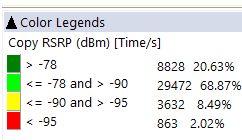 Color Legends
Copy RSRP (dBm) [Time/s]
> -78 8828 20.63%
<= -78 and > -90 29472 68.87%
<= -90 and > -95 3632 8.49%
< -95 863 2.02%